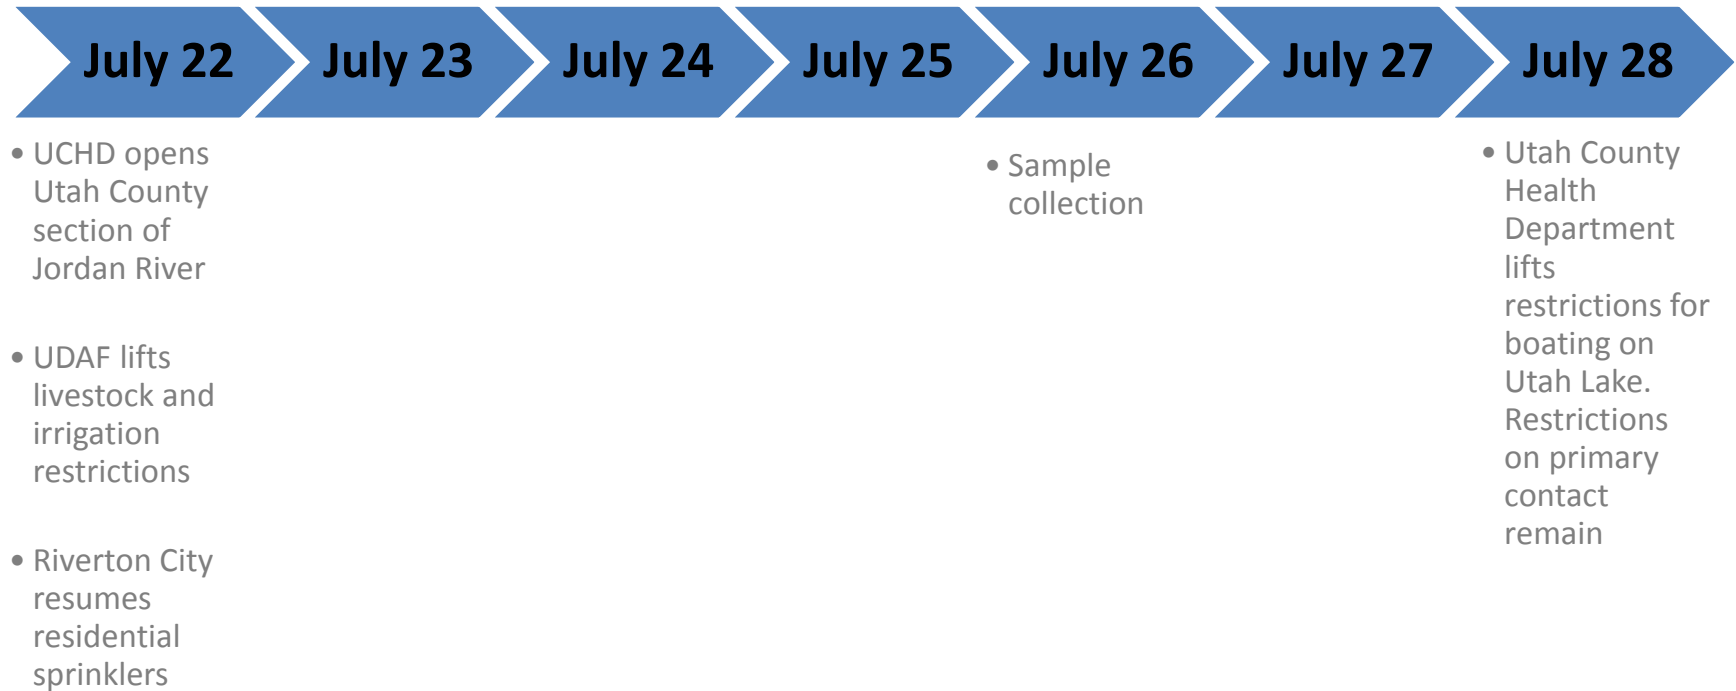 July 22
July 23
July 24
July 25
July 26
July 27
July 28
• UCHD opens
Utah County
section of
Jordan River
• UDAF lifts
livestock and
irrigation
restrictions
• Riverton City
resumes
residential
sprinklers
• Sample
collection
• Utah County
Health
Department
lifts
restrictions for
boating on
Utah Lake.
Restrictions
on primary
contact
remain